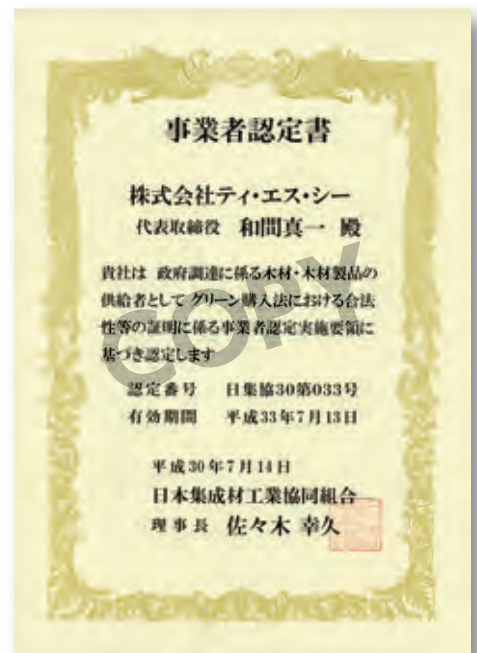 事業者認定書
株式会社ティ・エス・シー
代表取締役 和間真一 殿
貴社は 政府調達に係る木材・木材製品の
供給者として グリーン購入法における合法
性等の証明に係る事業者認定実施要領に
基づき認定します
認定番号 日集協30第033号
有効期間 平成33年7月13日
平成30年7月14日
日本集成材工業協同組合
理事長 佐々木 幸久
COPY